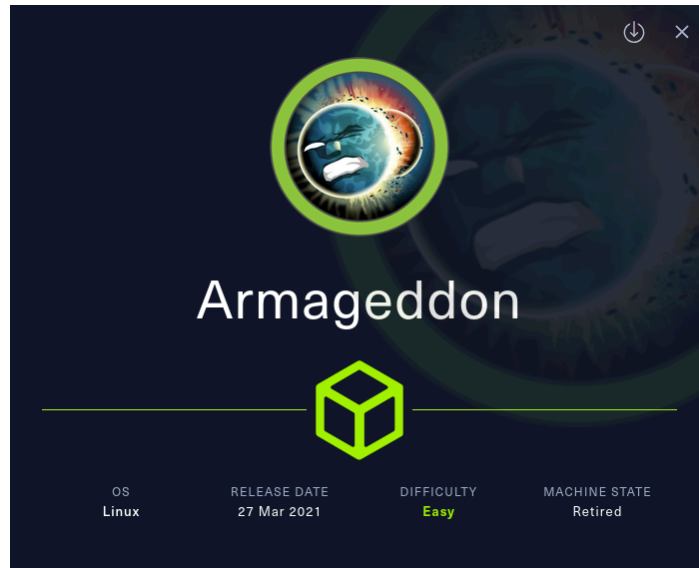 Armageddon
OS RELEASE DATE DIFFICULTY MACHINE STATE
Linux 27 Mar 2021 Easy Retired